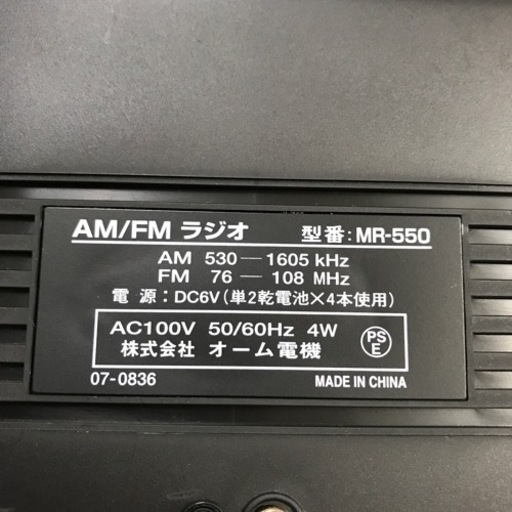 AM/FM ラジオ 型番:MR-550
AM 530—1605 kHz
FM 76—108 MHz
電 源:DC6V(単2乾電池×4本使用)
AC100V 50/60Hz 4W
株式会社 オーム電機
PS
E
07-0836 MADE IN CHINA